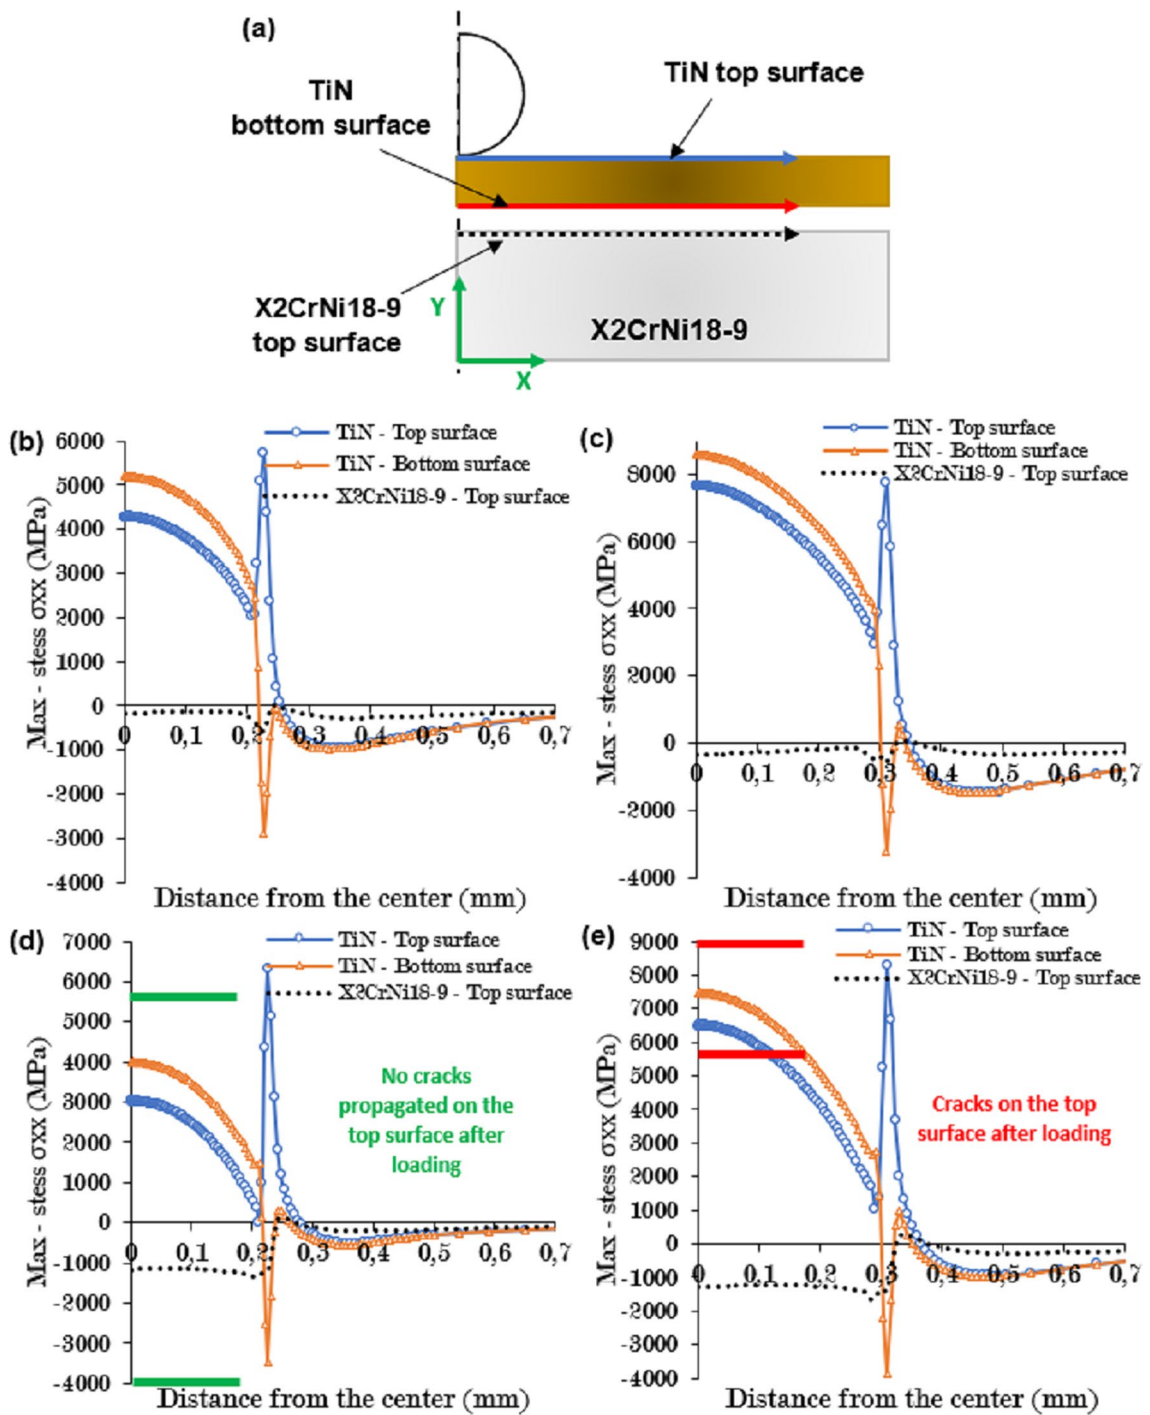 (a)
TiN
bottom surface
TiN top surface
X2CrNi18-9
top surface
Y
X
X2CrNi18-9
(b)
TiN - Top surface
TiN - Bottom surface
X2CrNi18-9 - Top surface
Max - stess σxx (MPa)
6000
5000
4000
3000
2000
1000
0
-1000
-2000
-3000
-4000
0 0,1 0,2 0,3 0,4 0,5 0,6 0,7
Distance from the center (mm)
(c)
TiN - Top surface
TiN - Bottom surface
X2CrNi18-9 - Top surface
Max - stess σxx (MPa)
8000
6000
4000
2000
0
-2000
-4000
0 0,1 0,2 0,3 0,4 0,5 0,6 0,7
Distance from the center (mm)
(d)
TiN - Top surface
TiN - Bottom surface
X2CrNi18-9 - Top surface
Max - stess σxx (MPa)
7000
6000
5000
4000
3000
2000
1000
0
-1000
-2000
-3000
-4000
0 0,1 0,2 0,3 0,4 0,5 0,6 0,7
No cracks
propagated on the
top surface after
loading
Distance from the center (mm)
(e)
TiN - Top surface
TiN - Bottom surface
X2CrNi18-9 - Top surface
Max - stess σxx (MPa)
9000
8000
7000
6000
5000
4000
3000
2000
1000
0
-1000
-2000
-3000
-4000
0 0,1 0,2 0,3 0,4 0,5 0,6 0,7
Cracks on the top
surface after loading
Distance from the center (mm)